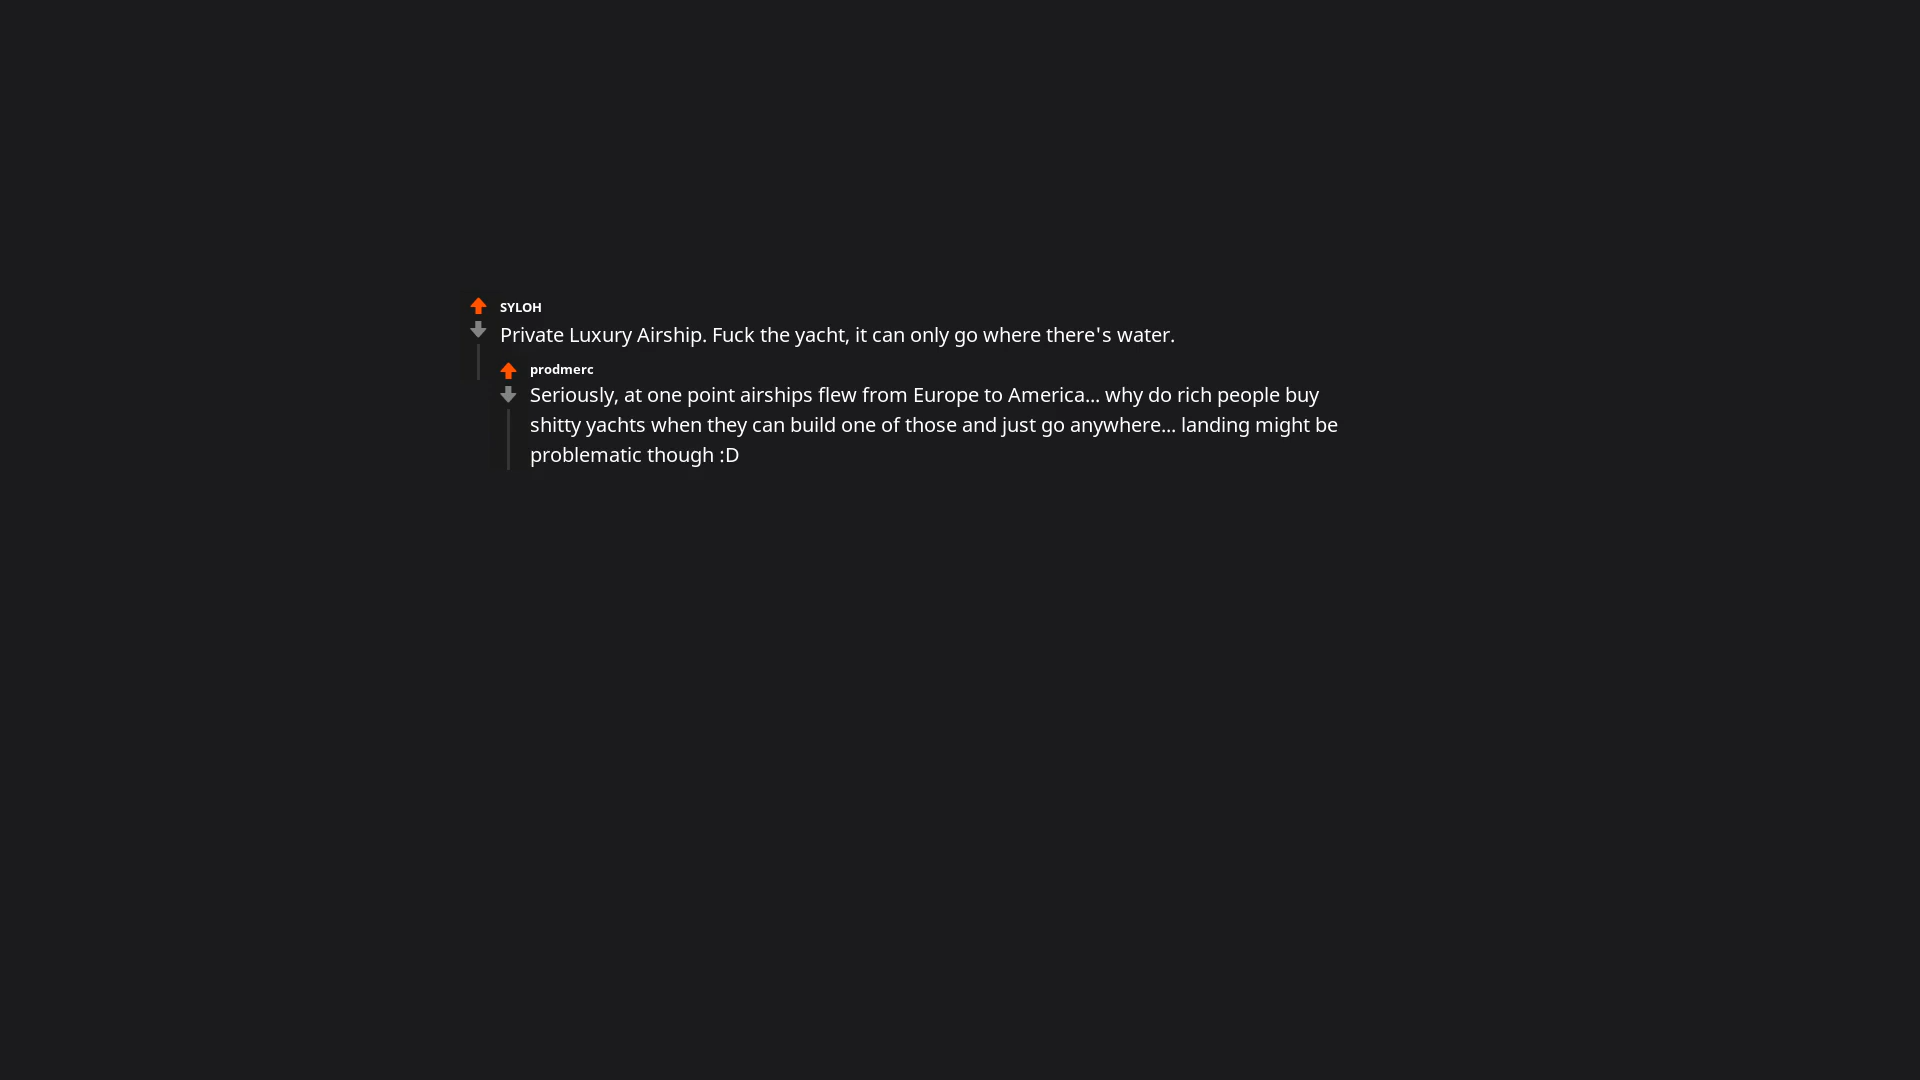 SYLOH
Private Luxury Airship. Fuck the yacht, it can only go where there's water.
prodmerc
Seriously, at one point airships flew from Europe to America... why do rich people buy
shitty yachts when they can build one of those and just go anywhere... landing might be
problematic though :D